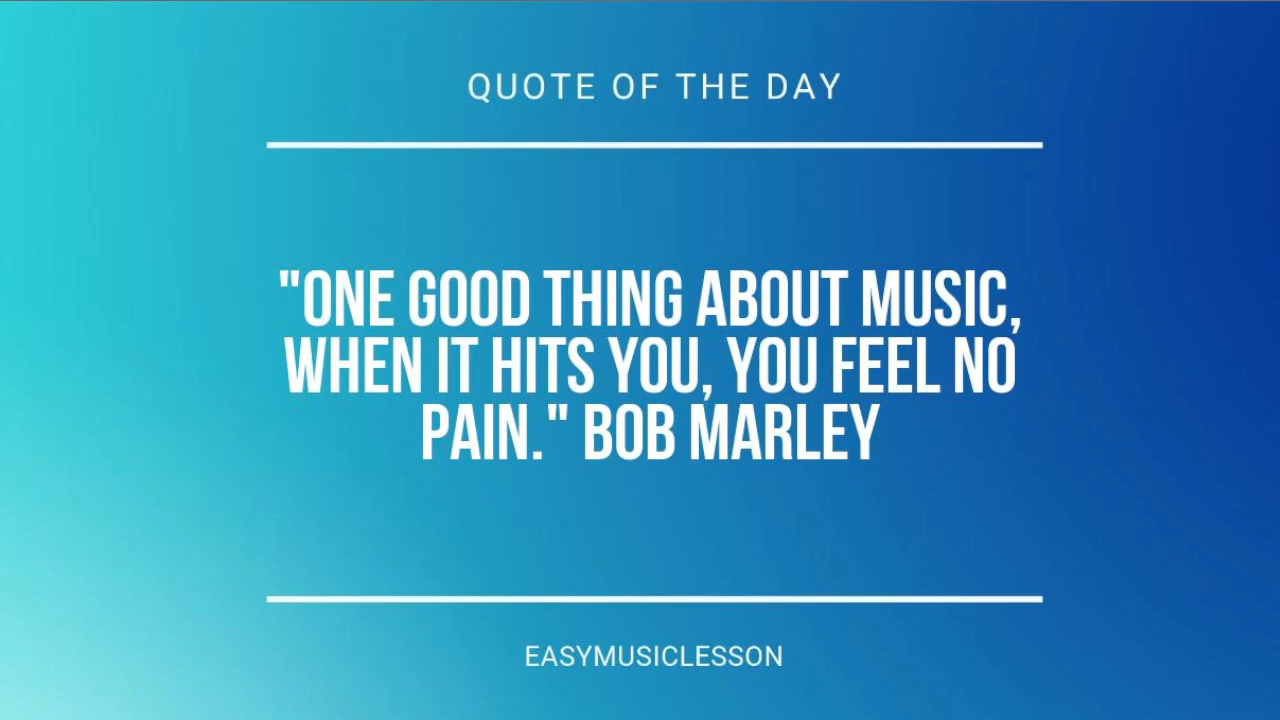 QUOTE OF THE DAY
"ONE GOOD THING ABOUT MUSIC,
WHEN IT HITS YOU, YOU FEEL NO
PAIN." BOB MARLEY
EASYMUSICLESSON